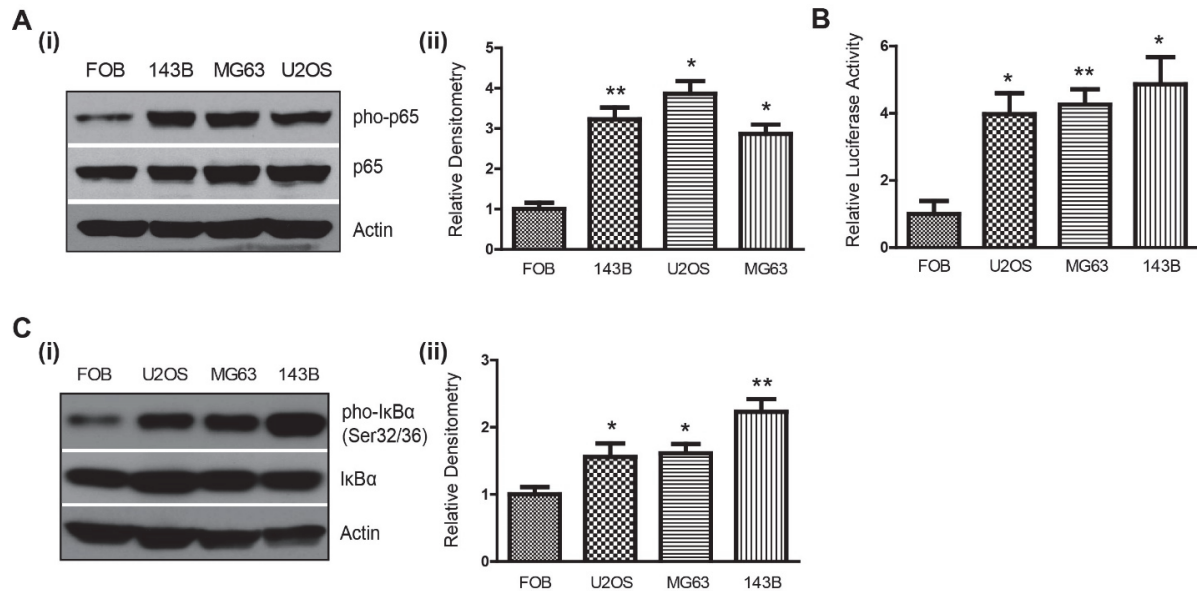 A
(i)
FOB 143B MG63 U2OS
pho-p65
p65
Actin
(ii)
Relative Densitometry
5
4
3
2
1
0
**
*
*
FOB 143B U2OS MG63
B
Relative Luciferase Activity
6
4
2
0
*
**
*
FOB U2OS MG63 143B
C
(i)
FOB U2OS MG63 143B
pho-IκBα
(Ser32/36)
IκBα
Actin
(ii)
Relative Densitometry
3
2
1
0
*
*
**
FOB U2OS MG63 143B